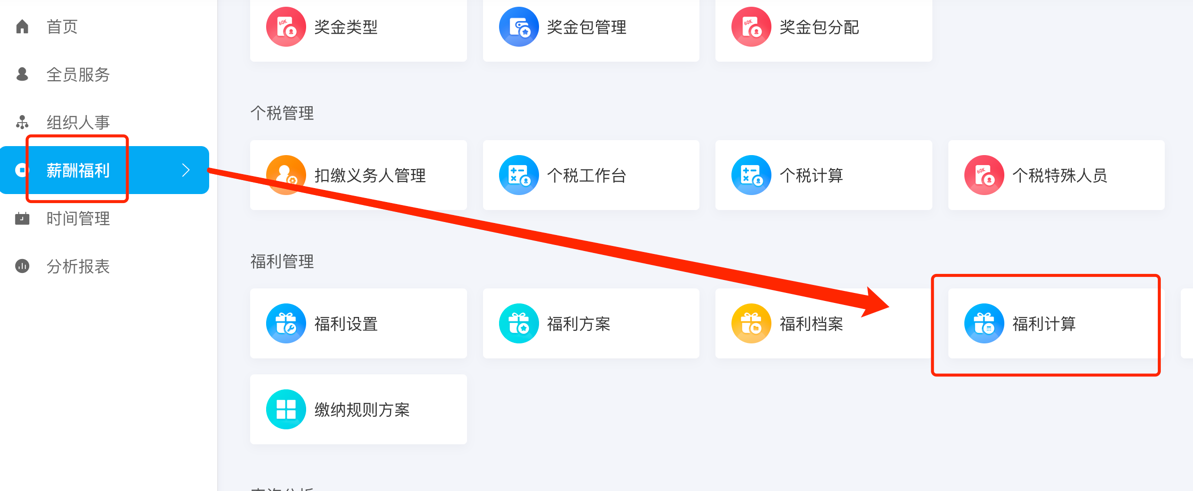 首页
全员服务
组织人事
薪酬福利
时间管理
分析报表
奖金类型
奖金包管理
奖金包分配
个税管理
扣缴义务人管理
个税工作台
个税计算
个税特殊人员
福利管理
福利设置
福利方案
福利档案
福利计算
缴纳规则方案